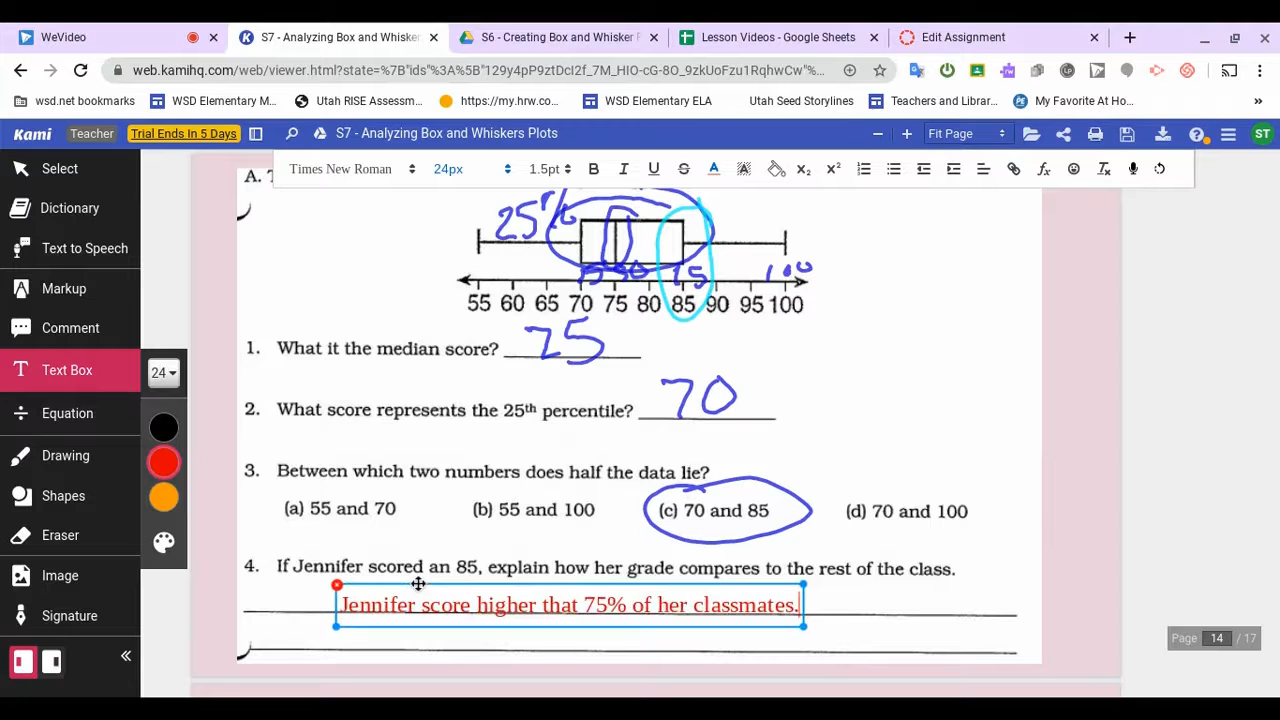 WeVideo
S7 - Analyzing Box and Whisker
S6 - Creating Box and Whisker P
Lesson Videos - Google Sheets
Edit Assignment
web.kamihq.com/web/viewer.html?state=%7B"ids"%3A%5B"129y4pP9ztDcI2f_7M_HIO-cG-8O_9zkUoFzu1RqhwCw"%...
wsd.net bookmarks
WSD Elementary M...
Utah RISE Assessm...
https://my.hrw.co...
WSD Elementary ELA
Utah Seed Storylines
Teachers and Librar...
My Favorite At Ho...
»
Kami
Teacher
Trial Ends In 5 Days
S7 - Analyzing Box and Whiskers Plots
Fit Page
ST
Select
Dictionary
Text to Speech
Markup
Comment
Text Box
Equation
Drawing
Shapes
Eraser
Image
Signature
24
Times New Roman
24px
1.5pt
B I U S A
A. T
25%
100
55 60 65 70 75 80 85 90 95 100
1. What it the median score? 75
2. What score represents the 25th percentile? 70
3. Between which two numbers does half the data lie?
(a) 55 and 70 (b) 55 and 100 (c) 70 and 85 (d) 70 and 100
4. If Jennifer scored an 85, explain how her grade compares to the rest of the class.
Jennifer score higher that 75% of her classmates.
Page 14 / 17